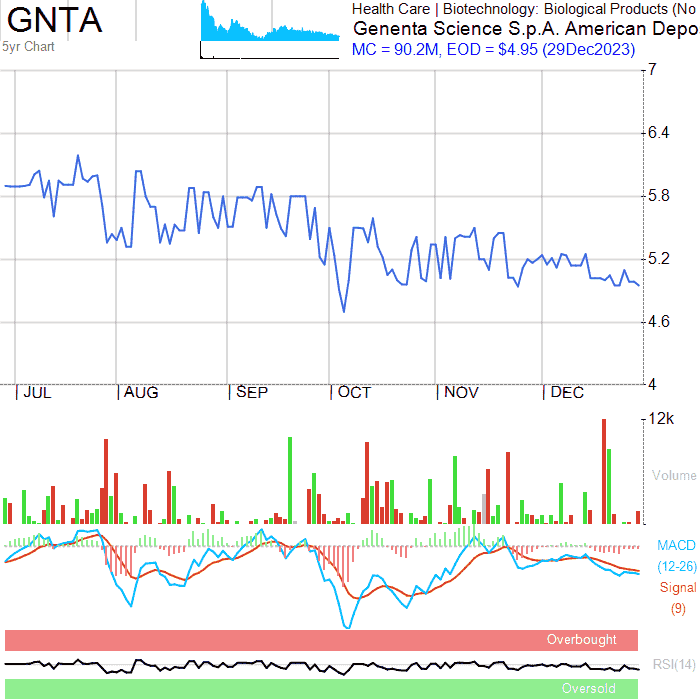 GNTA
5yr Chart
Health Care | Biotechnology: Biological Products (No
Genenta Science S.p.A. American Depo
MC = 90.2M, EOD = $4.95 (29Dec2023)
7
6.4
5.8
5.2
4.6
4
JUL AUG SEP OCT NOV DEC
12k
Volume
MACD
(12-26)
Signal
(9)
Overbought
RSI(14)
Oversold